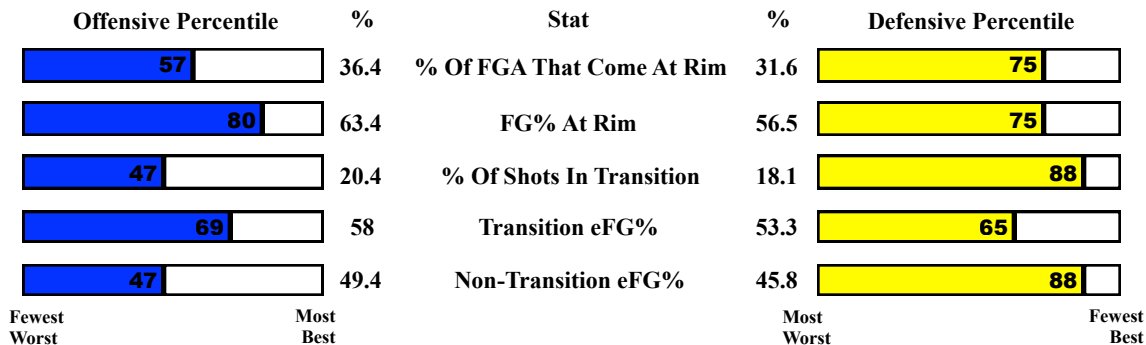 Offensive Percentile % Stat % Defensive Percentile
57 36.4 % Of FGA That Come At Rim 31.6 75
80 63.4 FG% At Rim 56.5 75
47 20.4 % Of Shots In Transition 18.1 88
69 58 Transition eFG% 53.3 65
47 49.4 Non-Transition eFG% 45.8 88
Fewest Most Most Fewest
Worst Best Worst Best